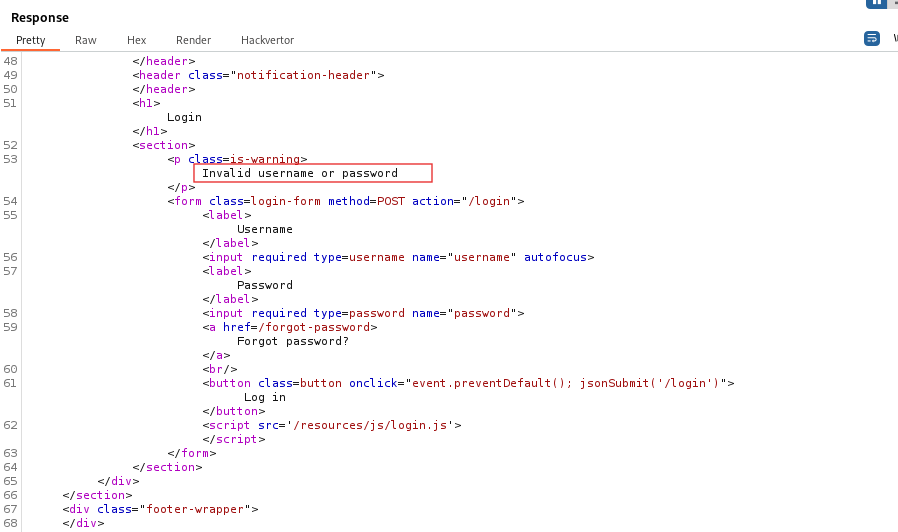 Response
Pretty Raw Hex Render Hackvertor
48 </header>
49 <header class="notification-header">
50 </header>
51 <h1>
Login
</h1>
52 <section>
53 <p class=is-warning>
Invalid username or password
</p>
54 <form class=login-form method=POST action="/login">
55 <label>
Username
</label>
56 <input required type=username name="username" autofocus>
57 <label>
Password
</label>
58 <input required type=password name="password">
59 <a href=/forgot-password>
Forgot password?
</a>
60 <br/>
61 <button class=button onclick="event.preventDefault(); jsonSubmit('/login')">
Log in
</button>
62 <script src='/resources/js/login.js'>
</script>
63 </form>
64 </section>
65 </div>
66 </section>
67 <div class="footer-wrapper">
68 </div>